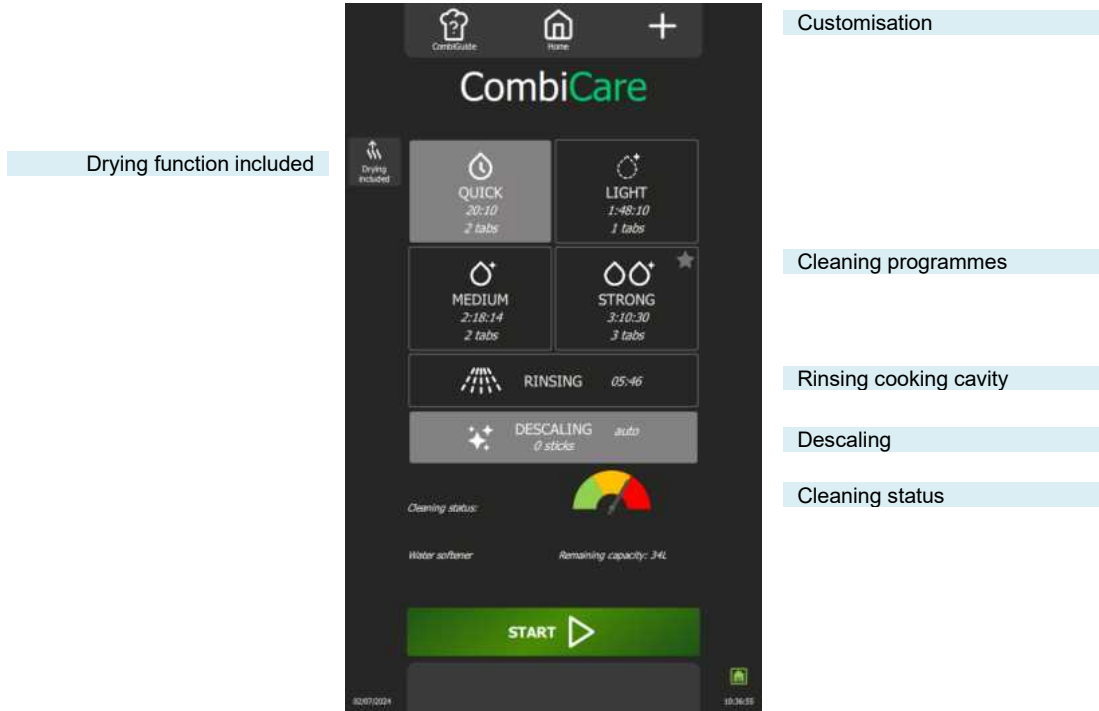 Customisation
CombiGuide
Home
CombiCare
Drying function included
Drying
included
QUICK
20:10
2 tabs
LIGHT
1:48:10
1 tabs
Cleaning programmes
MEDIUM
2:18:14
2 tabs
STRONG
3:10:30
3 tabs
RINSING 05:46
Rinsing cooking cavity
DESCALING auto
0 sticks
Descaling
Cleaning status
Cleaning status:
Water softener Remaining capacity: 34L
START
02/07/2024
10:36:55